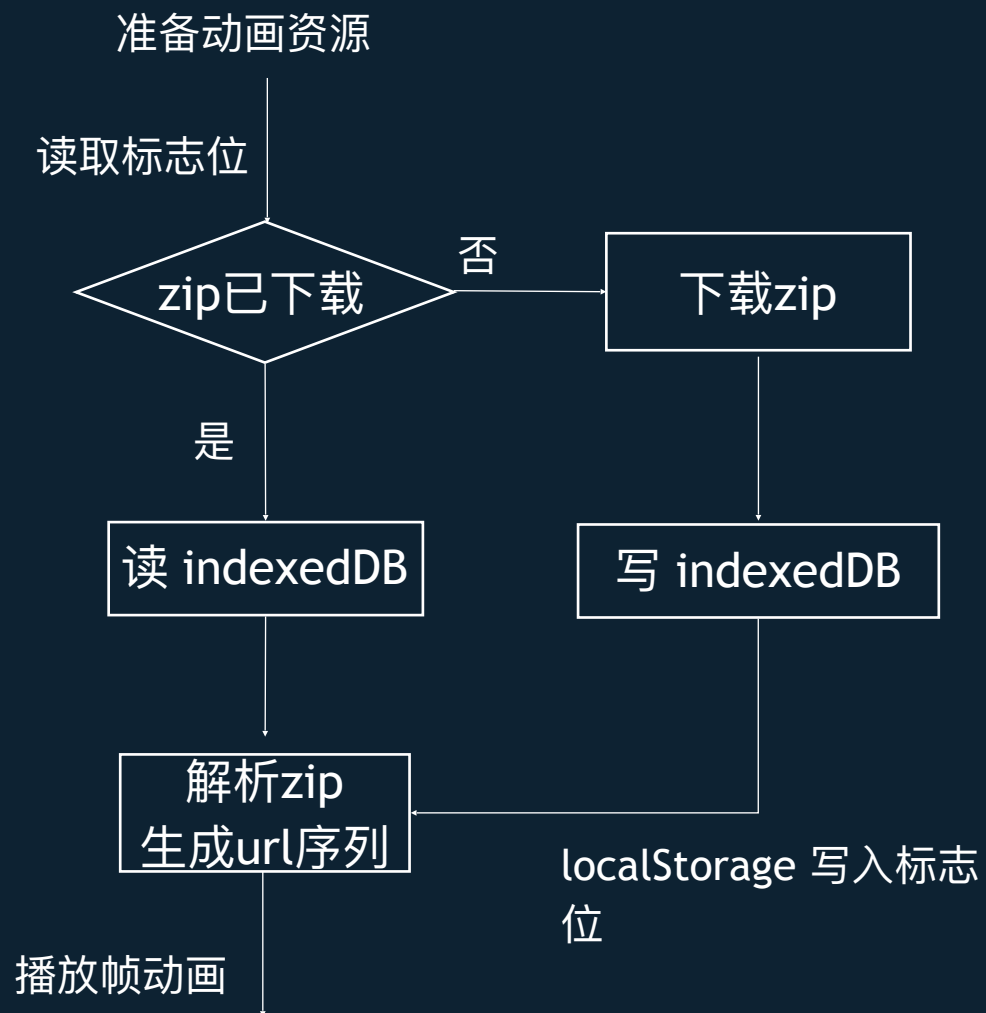 准备动画资源
读取标志位
zip已下载
否
下载zip
是
读 indexedDB
写 indexedDB
解析zip
生成url序列
localStorage 写入标志
位
播放帧动画